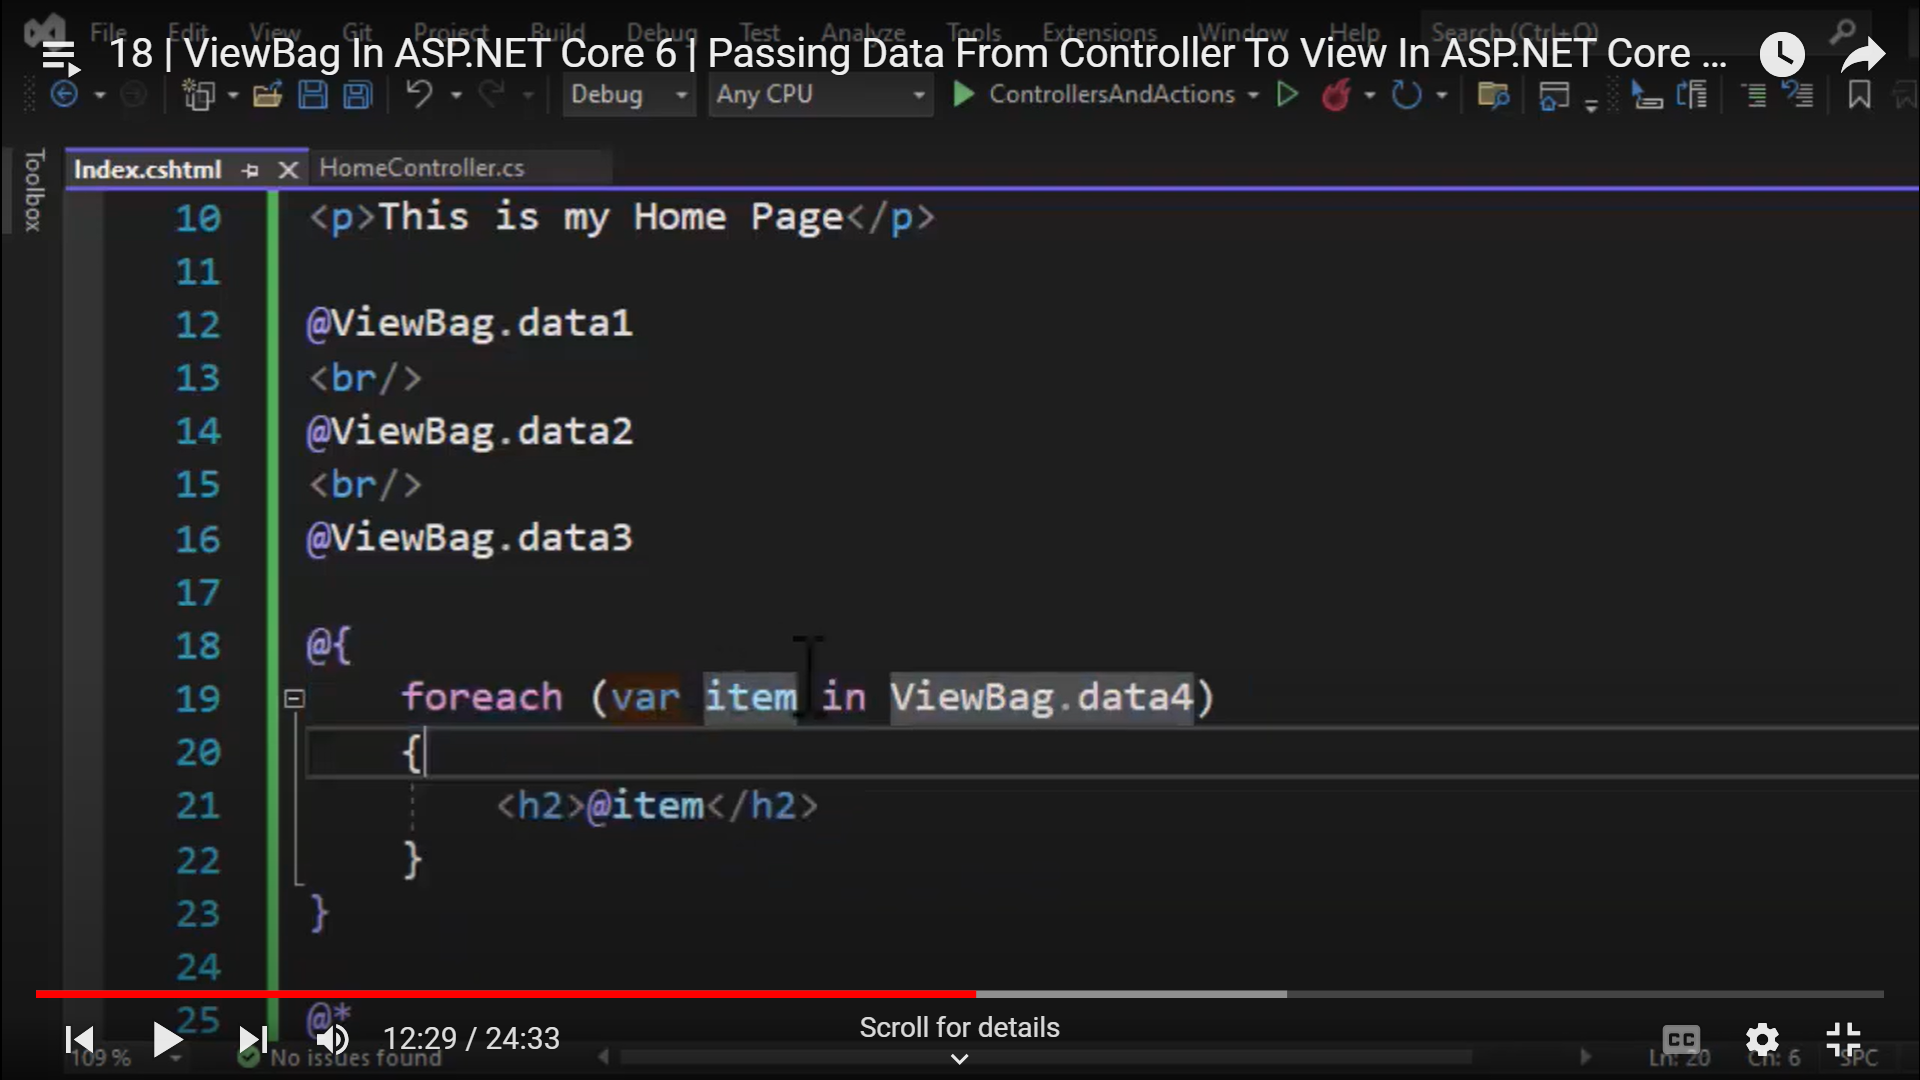 File Edit View Git Project Build Debug Test Analyze Tools Extensions Window Help Search (Ctrl+Q)
18 | ViewBag In ASP.NET Core 6 | Passing Data From Controller To View In ASP.NET Core ...
Debug Any CPU ControllersAndActions
Toolbox
Index.cshtml HomeController.cs
10 <p>This is my Home Page</p>
11
12 @ViewBag.data1
13 <br/>
14 @ViewBag.data2
15 <br/>
16 @ViewBag.data3
17
18 @{
19 foreach (var item in ViewBag.data4)
20 {
21 <h2>@item</h2>
22 }
23 }
24
25 @*
12:29 / 24:33 Scroll for details CC
109 % No issues found Ln: 20 Ch: 6 SPC